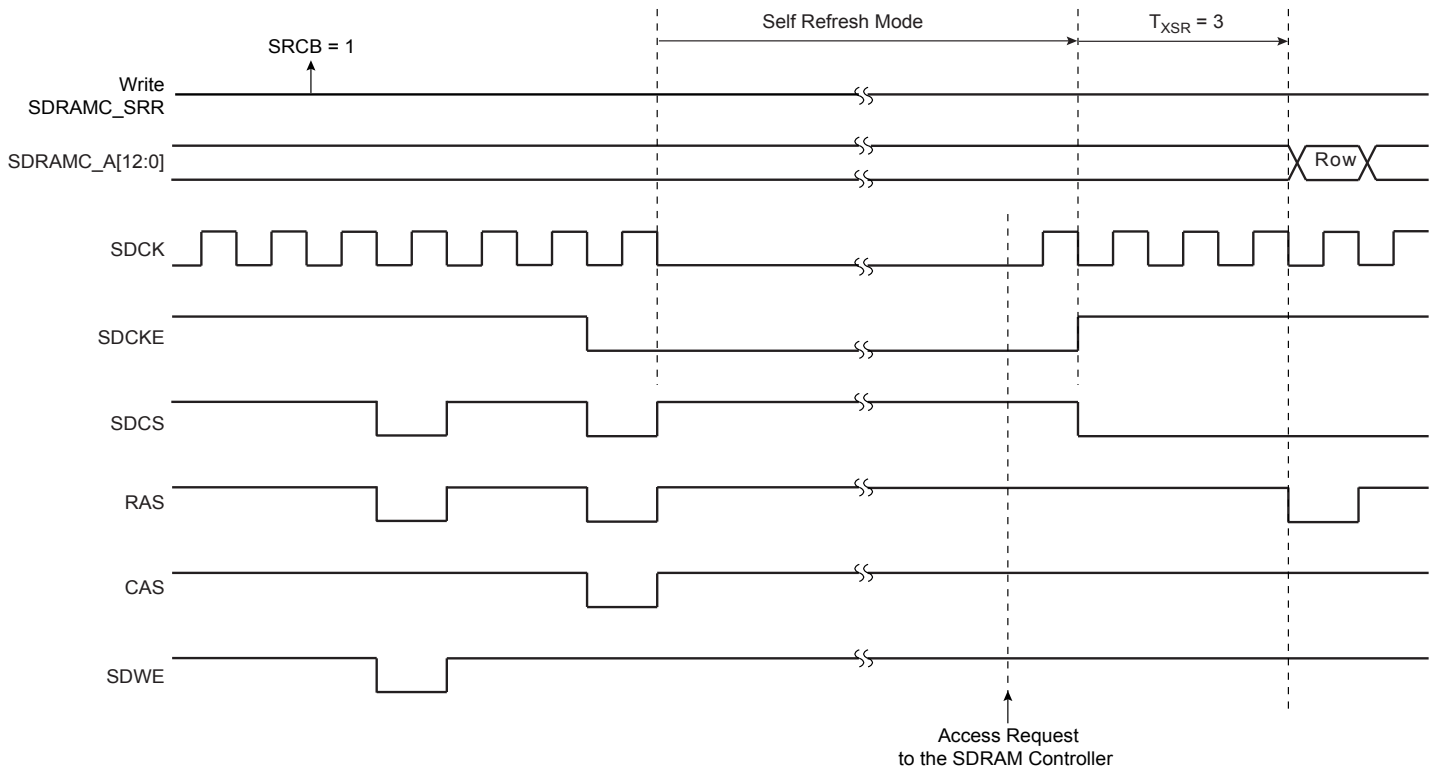 Self Refresh Mode
TXSR = 3
SRCB = 1
Write
SDRAMC_SRR
SDRAMC_A[12:0]
Row
SDCK
SDCKE
SDCS
RAS
CAS
SDWE
Access Request
to the SDRAM Controller